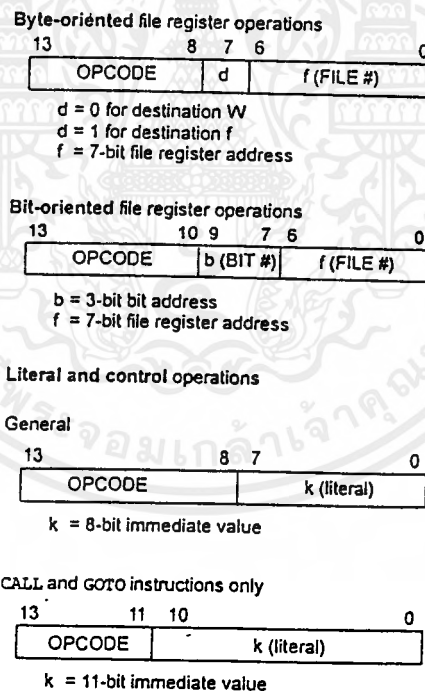 Byte-oriented file register operations
13 8 7 6 0
OPCODE d f (FILE #)
d = 0 for destination W
d = 1 for destination f
f = 7-bit file register address
Bit-oriented file register operations
13 10 9 7 6 0
OPCODE b (BIT #) f (FILE #)
b = 3-bit bit address
f = 7-bit file register address
Literal and control operations
General
13 8 7 0
OPCODE k (literal)
k = 8-bit immediate value
CALL and GOTO instructions only
13 11 10 0
OPCODE k (literal)
k = 11-bit immediate value